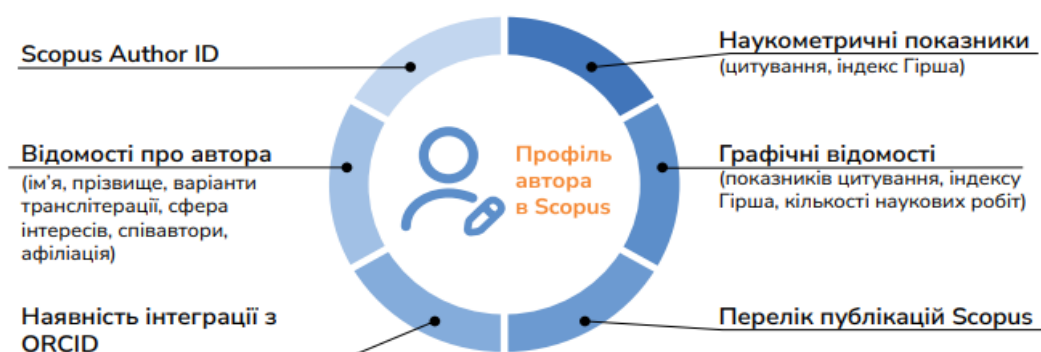 Scopus Author ID
Відомості про автора
(ім’я, прізвище, варіанти
транслітерації, сфера
інтересів, співавтори,
афіліація)
Наявність інтеграції з
ORCID
Профіль
автора
в Scopus
Наукометричні показники
(цитування, індекс Гірша)
Графічні відомості
(показників цитування, індексу
Гірша, кількості наукових робіт)
Перелік публікацій Scopus